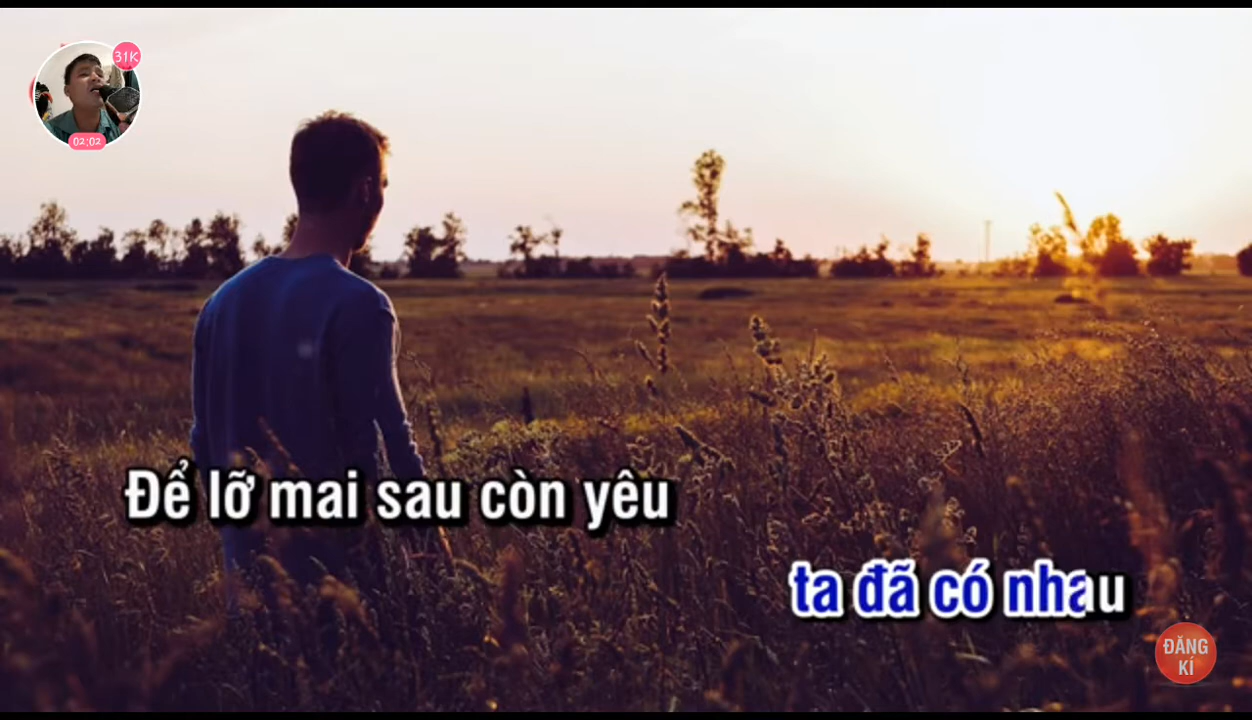 31K
02:02
Để lỡ mai sau còn yêu
ta đã có nhau
ĐĂNG
KÍ